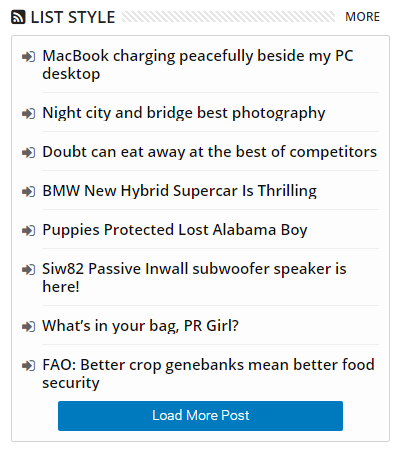 LIST STYLE MORE
MacBook charging peacefully beside my PC
desktop
Night city and bridge best photography
Doubt can eat away at the best of competitors
BMW New Hybrid Supercar Is Thrilling
Puppies Protected Lost Alabama Boy
Siw82 Passive Inwall subwoofer speaker is
here!
What’s in your bag, PR Girl?
FAO: Better crop genebanks mean better food
security
Load More Post